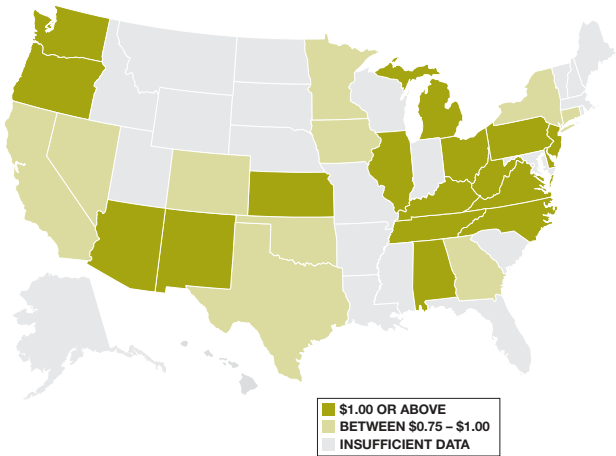 $1.00 OR ABOVE
BETWEEN $0.75 – $1.00
INSUFFICIENT DATA